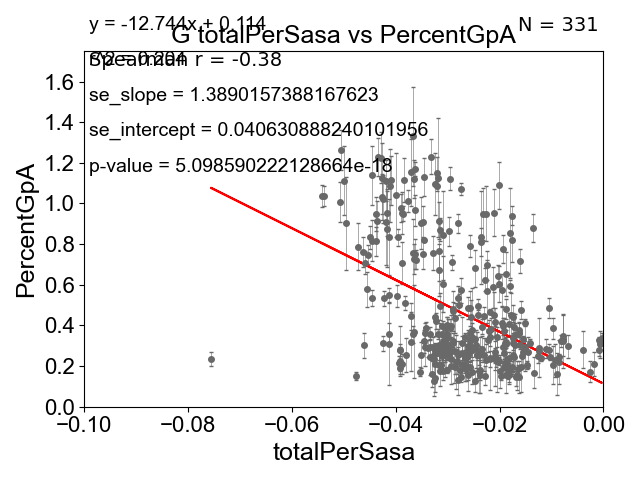 y = -12.744x + 0.114
N = 331
G totalPerSasa vs PercentGpA
Spearman r = -0.38
se_slope = 1.3890157388167623
se_intercept = 0.040630888240101956
p-value = 5.098590222128664e-18
PercentGpA
1.6
1.4
1.2
1.0
0.8
0.6
0.4
0.2
0.0
−0.10
−0.08
−0.06
−0.04
−0.02
0.00
totalPerSasa